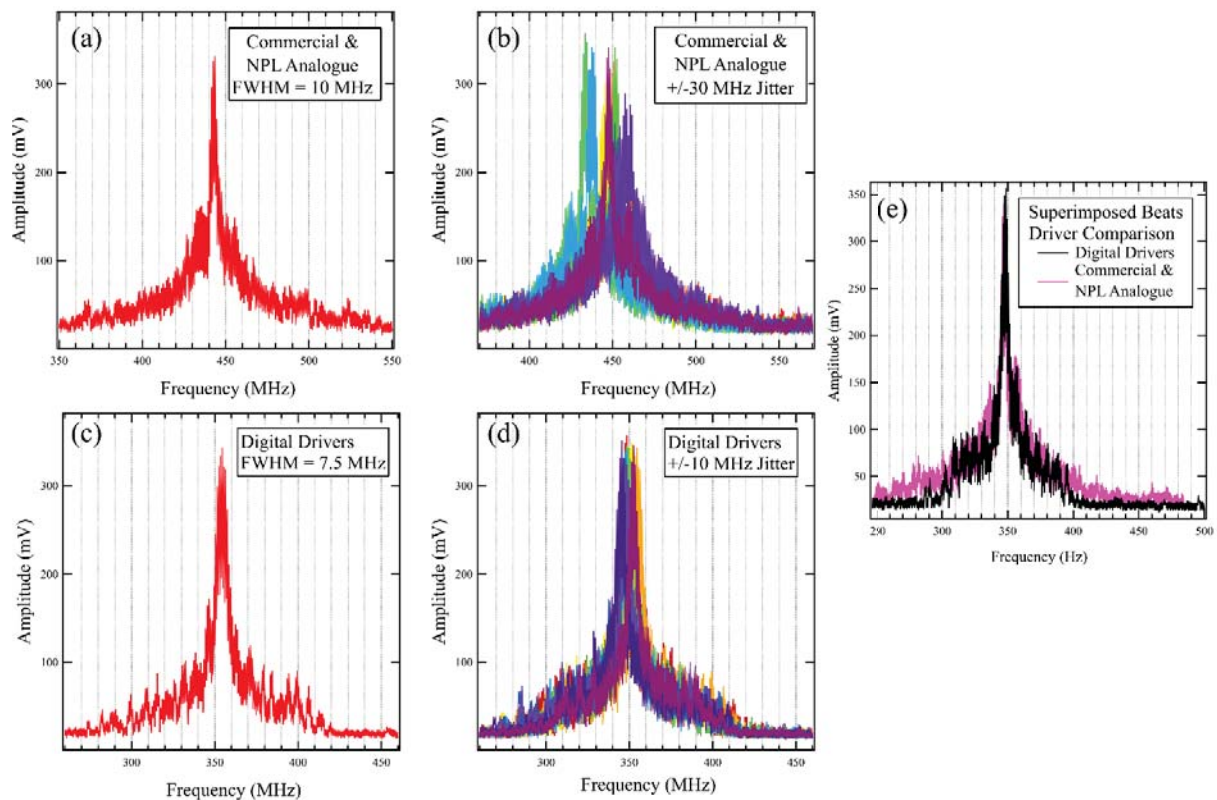 (a)
Commercial &
NPL Analogue
FWHM = 10 MHz
Amplitude (mV)
300
200
100
350
400
450
500
550
Frequency (MHz)
(b)
Commercial &
NPL Analogue
+/-30 MHz Jitter
Amplitude (mV)
300
200
100
400
450
500
550
Frequency (MHz)
(c)
Digital Drivers
FWHM = 7.5 MHz
Amplitude (mV)
300
200
100
0
300
350
400
450
Frequency (MHz)
(d)
Digital Drivers
+/-10 MHz Jitter
Amplitude (mV)
300
200
100
0
300
350
400
450
Frequency (MHz)
(e)
Superimposed Beats
Driver Comparison
Digital Drivers
Commercial &
NPL Analogue
Amplitude (mV)
350
300
250
200
150
100
50
300
350
400
450
500
Frequency (Hz)